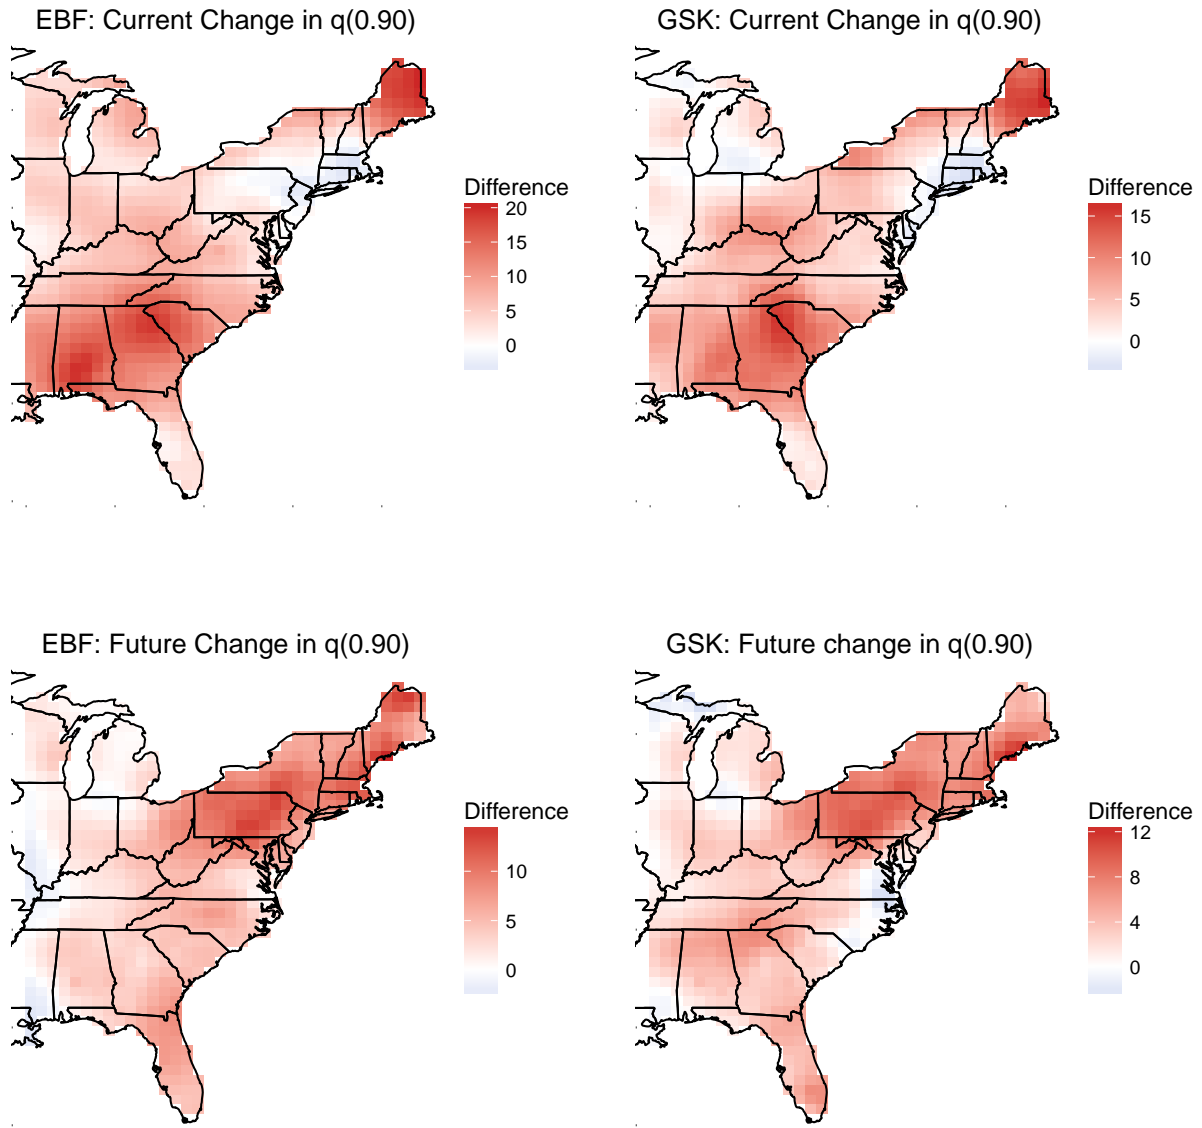 EBF: Current Change in q(0.90)
Difference
20
15
10
5
0
GSK: Current Change in q(0.90)
Difference
15
10
5
0
EBF: Future Change in q(0.90)
Difference
10
5
0
GSK: Future change in q(0.90)
Difference
12
8
4
0